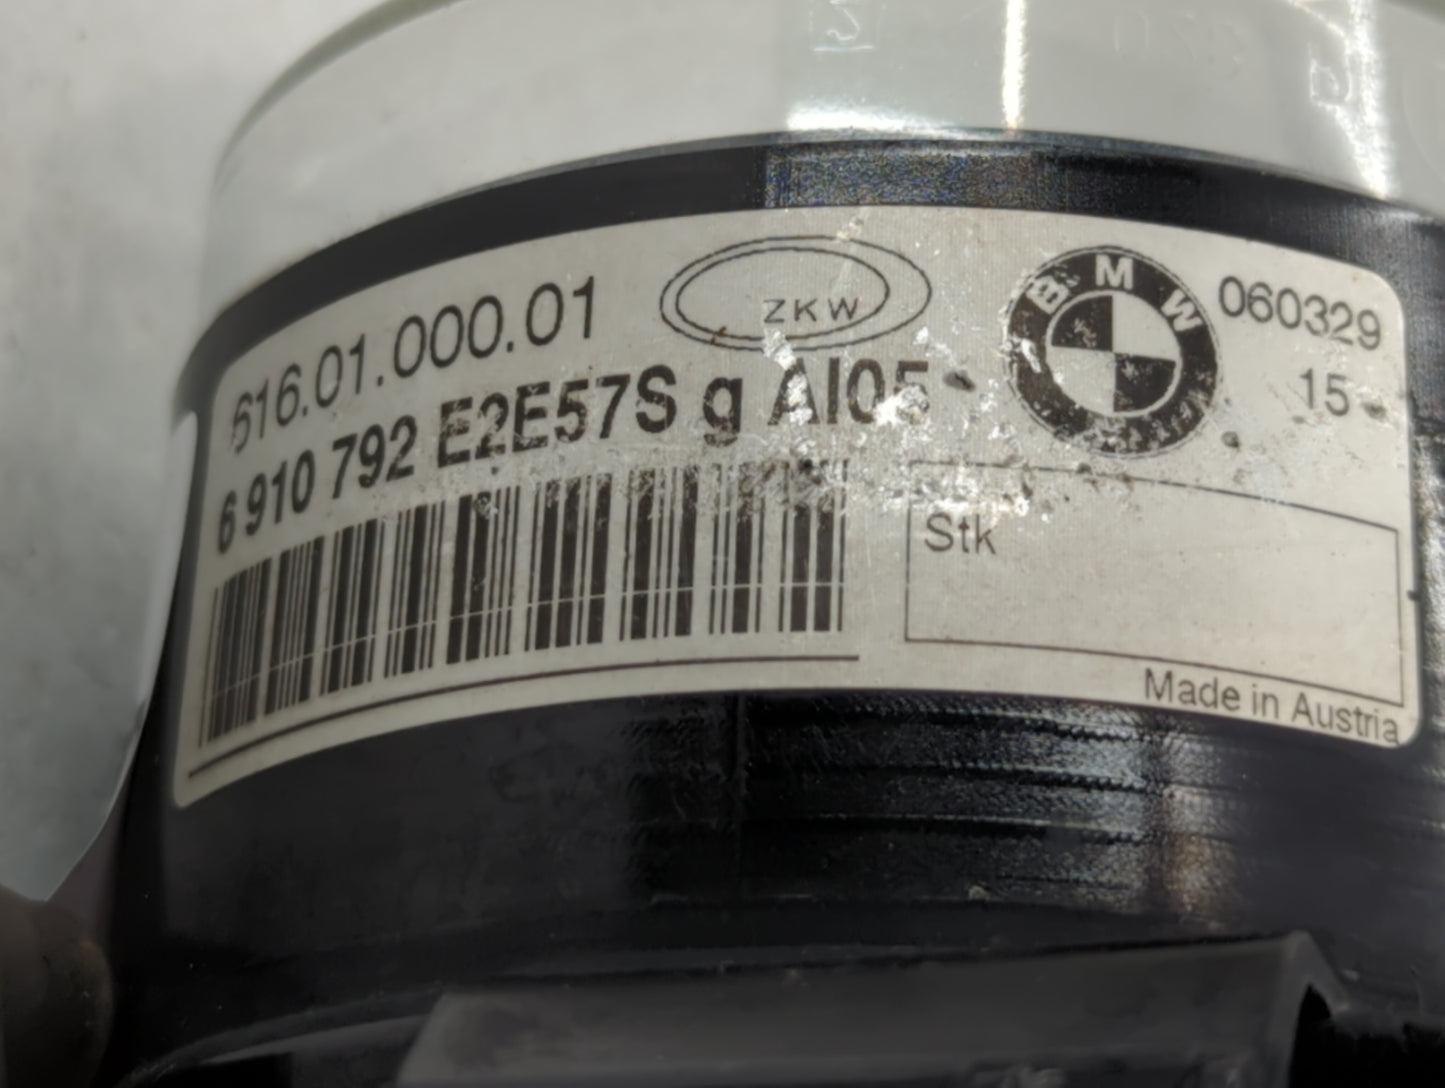 616.01.000.01
ZKW
BMW
060329
15-
6 910 792 E2E57S g AI05 -
Stk
Made in Austria